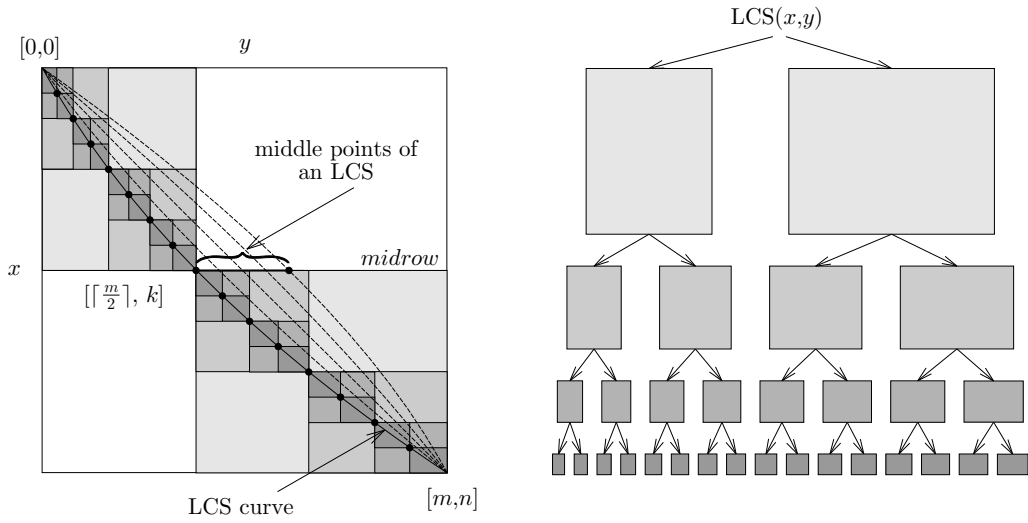 [0,0]
y
middle points of
an LCS
x
midrow
[⌈m/2⌉, k]
LCS curve
[m,n]
LCS(x,y)